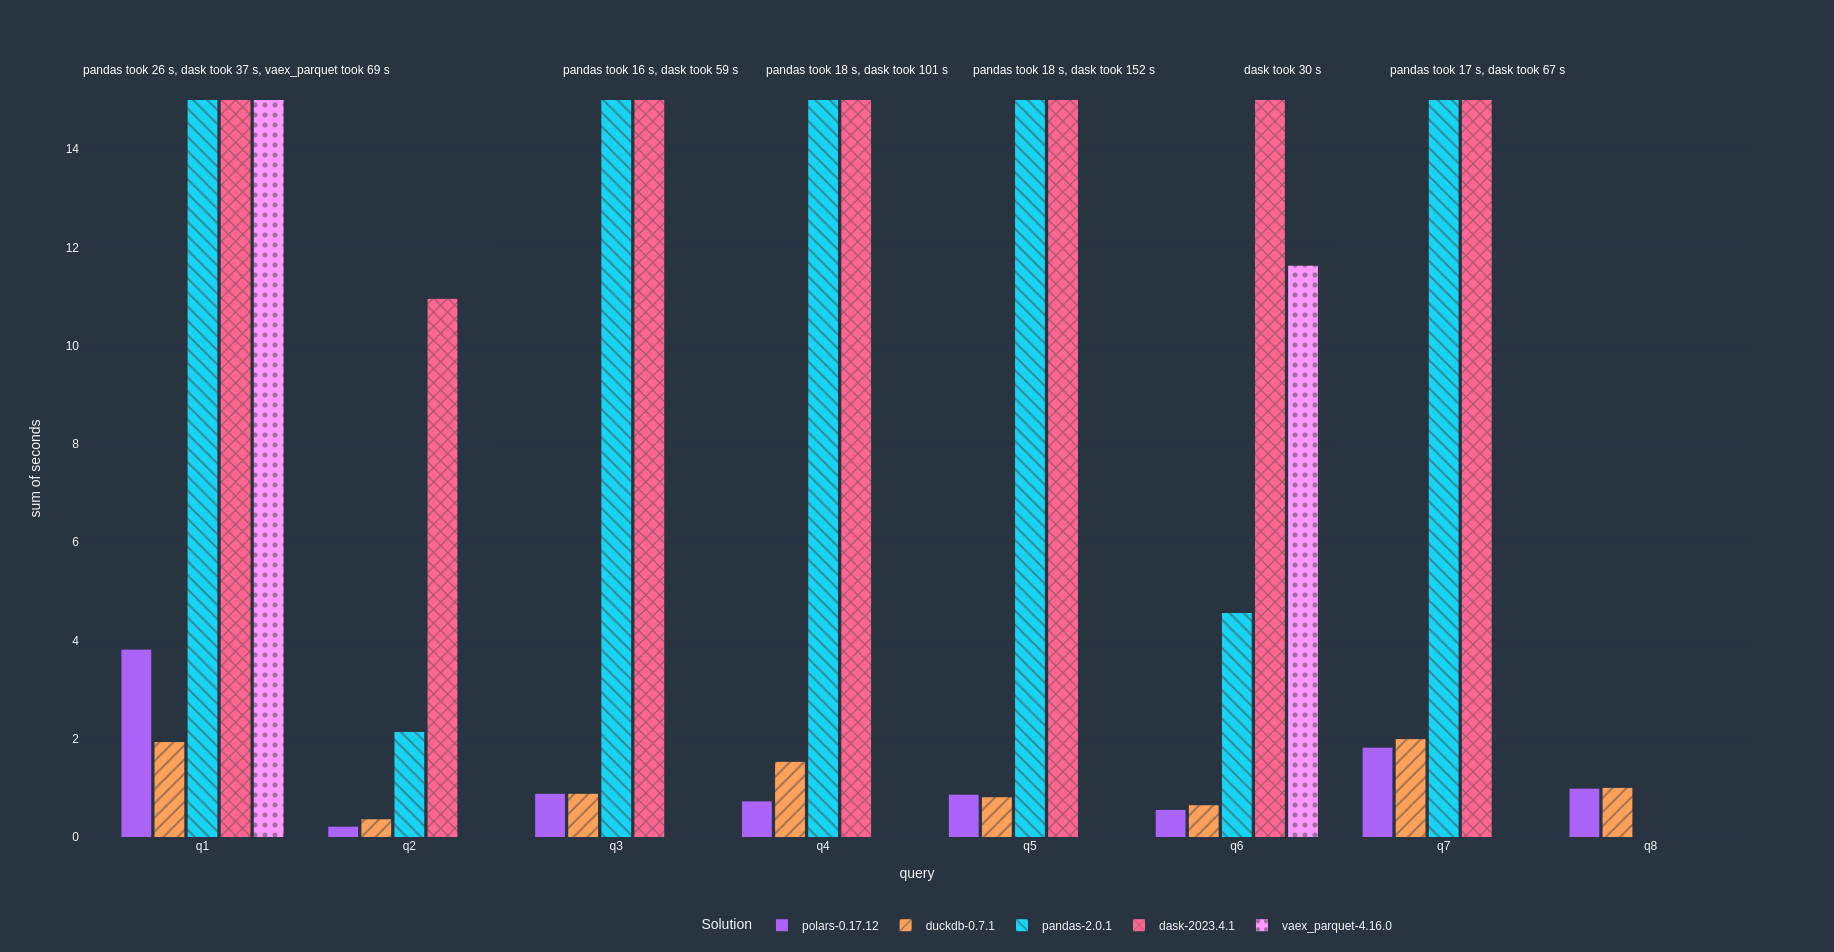 pandas took 26 s, dask took 37 s, vaex_parquet took 69 s
pandas took 16 s, dask took 59 s
pandas took 18 s, dask took 101 s
pandas took 18 s, dask took 152 s
dask took 30 s
pandas took 17 s, dask took 67 s
14
12
10
8
6
4
2
0
sum of seconds
q1
q2
q3
q4
q5
q6
q7
q8
query
Solution
polars-0.17.12
duckdb-0.7.1
pandas-2.0.1
dask-2023.4.1
vaex_parquet-4.16.0